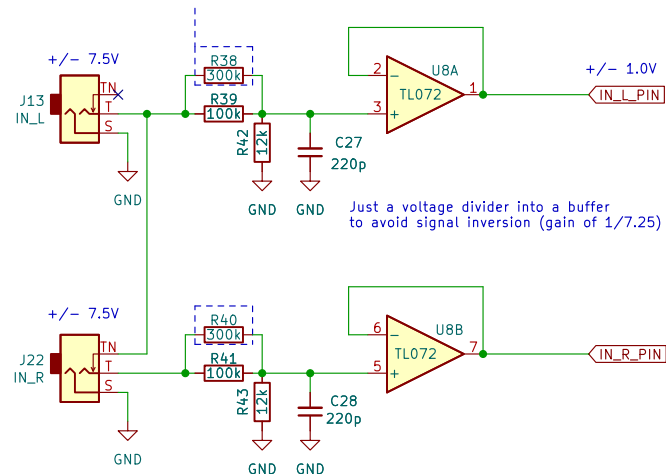 +/- 7.5V
J13
IN_L
TN
T
S
GND
R38
300k
R39
100k
R42
12k
GND
C27
220p
GND
2
3
-
+
U8A
TL072
1
+/- 1.0V
IN_L_PIN
Just a voltage divider into a buffer
to avoid signal inversion (gain of 1/7.25)
+/- 7.5V
J22
IN_R
TN
T
S
GND
R40
300k
R41
100k
R43
12k
GND
C28
220p
GND
6
5
-
+
U8B
TL072
7
IN_R_PIN